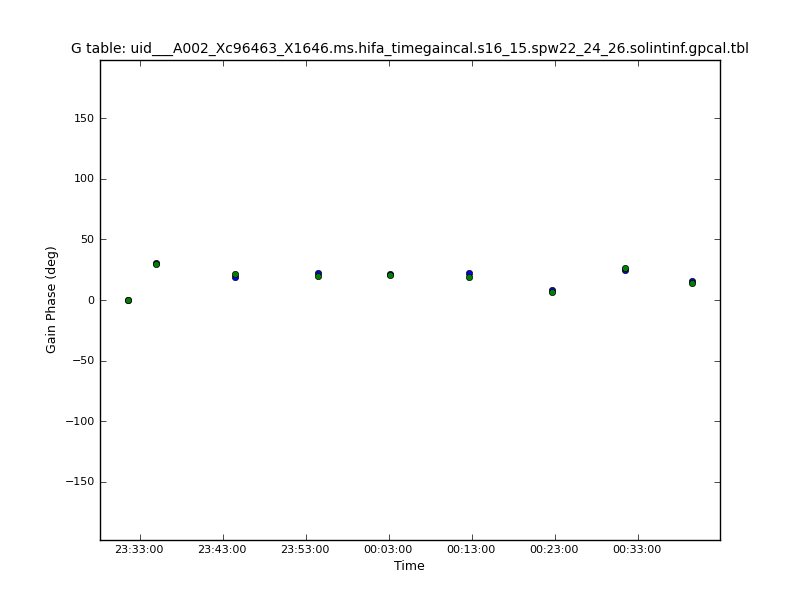 G table: uid___A002_Xc96463_X1646.ms.hifa_timegaincal.s16_15.spw22_24_26.solintinf.gpcal.tbl
150
100
50
0
−50
−100
−150
Gain Phase (deg)
23:33:00 23:43:00 23:53:00 00:03:00 00:13:00 00:23:00 00:33:00
Time